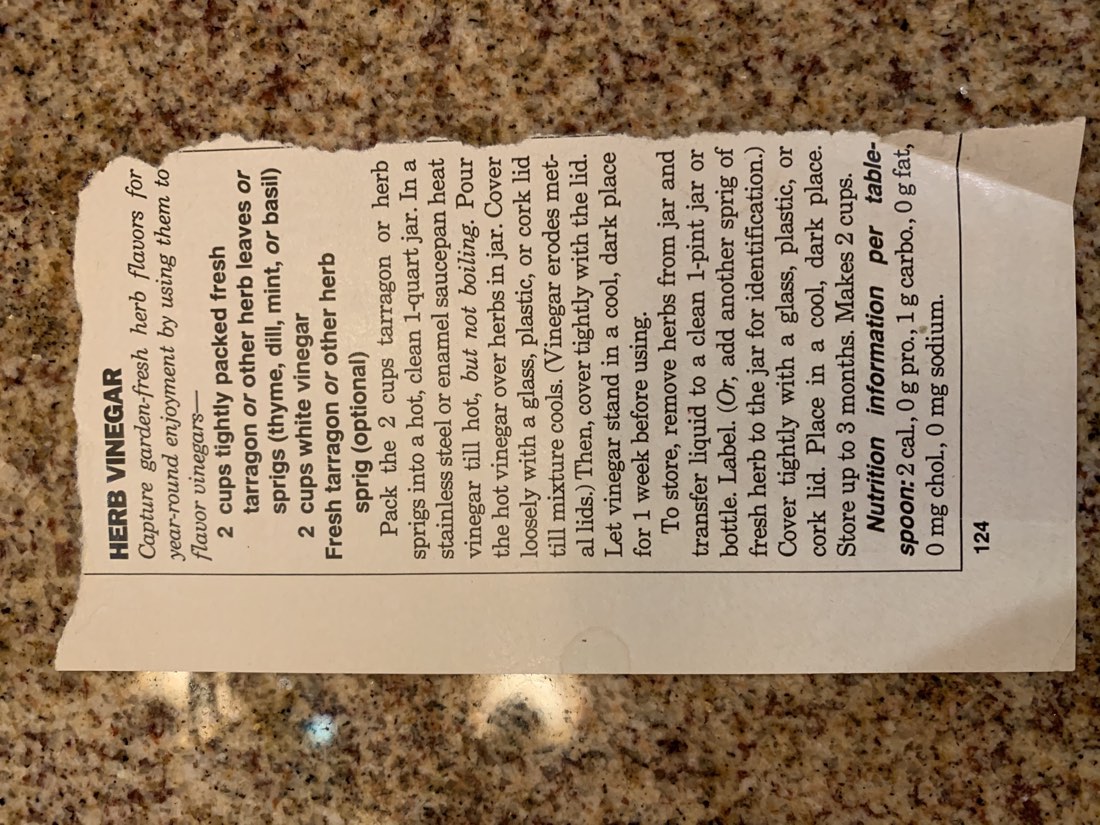 HERB VINEGAR
Capture garden-fresh herb flavors for
year-round enjoyment by using them to
flavor vinegars—
2 cups tightly packed fresh
tarragon or other herb leaves or
sprigs (thyme, dill, mint, or basil)
2 cups white vinegar
Fresh tarragon or other herb
sprig (optional)
Pack the 2 cups tarragon or herb
sprigs into a hot, clean 1-quart jar. In a
stainless steel or enamel saucepan heat
vinegar till hot, but not boiling. Pour
the hot vinegar over herbs in jar. Cover
loosely with a glass, plastic, or cork lid
till mixture cools. (Vinegar erodes met-
al lids.) Then, cover tightly with the lid.
Let vinegar stand in a cool, dark place
for 1 week before using.
To store, remove herbs from jar and
transfer liquid to a clean 1-pint jar or
bottle. Label. (Or, add another sprig of
fresh herb to the jar for identification.)
Cover tightly with a glass, plastic, or
cork lid. Place in a cool, dark place.
Store up to 3 months. Makes 2 cups.
Nutrition information per table-
spoon: 2 cal., 0 g pro., 1 g carbo., 0 g fat,
0 mg chol., 0 mg sodium.
124